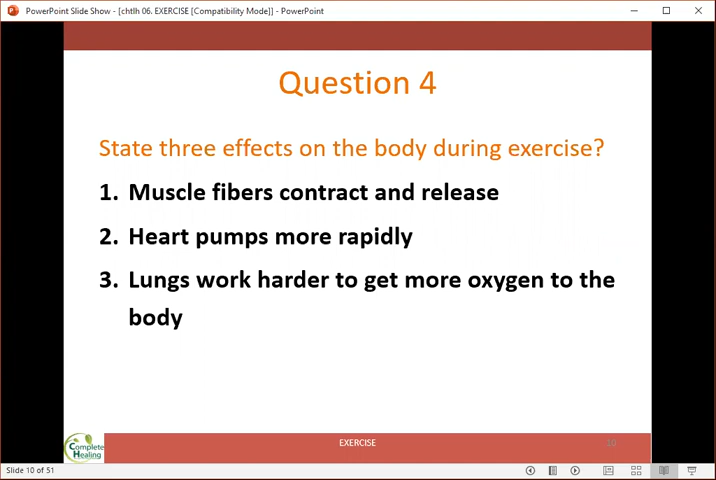 PowerPoint Slide Show - [chtlh 06. EXERCISE [Compatibility Mode]] - PowerPoint
Question 4
State three effects on the body during exercise?
1. Muscle fibers contract and release
2. Heart pumps more rapidly
3. Lungs work harder to get more oxygen to the
body
Complete
Healing
EXERCISE
10
Slide 10 of 51